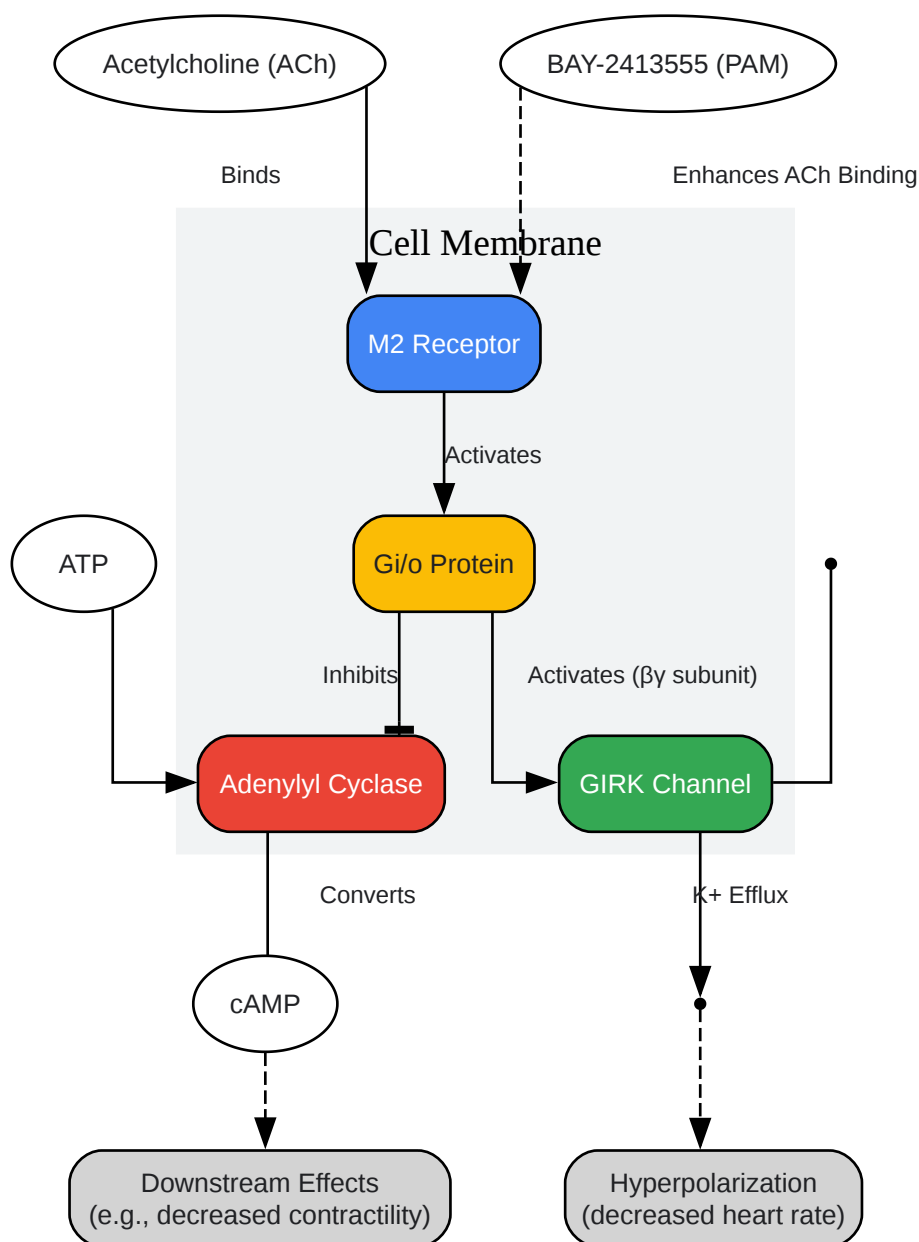 Acetylcholine (ACh)
BAY-2413555 (PAM)
Binds
Enhances ACh Binding
Cell Membrane
M2 Receptor
Activates
ATP
Gi/o Protein
Inhibits
Activates (βγ subunit)
Adenylyl Cyclase
GIRK Channel
Converts
K+ Efflux
cAMP
Downstream Effects
(e.g., decreased contractility)
Hyperpolarization
(decreased heart rate)